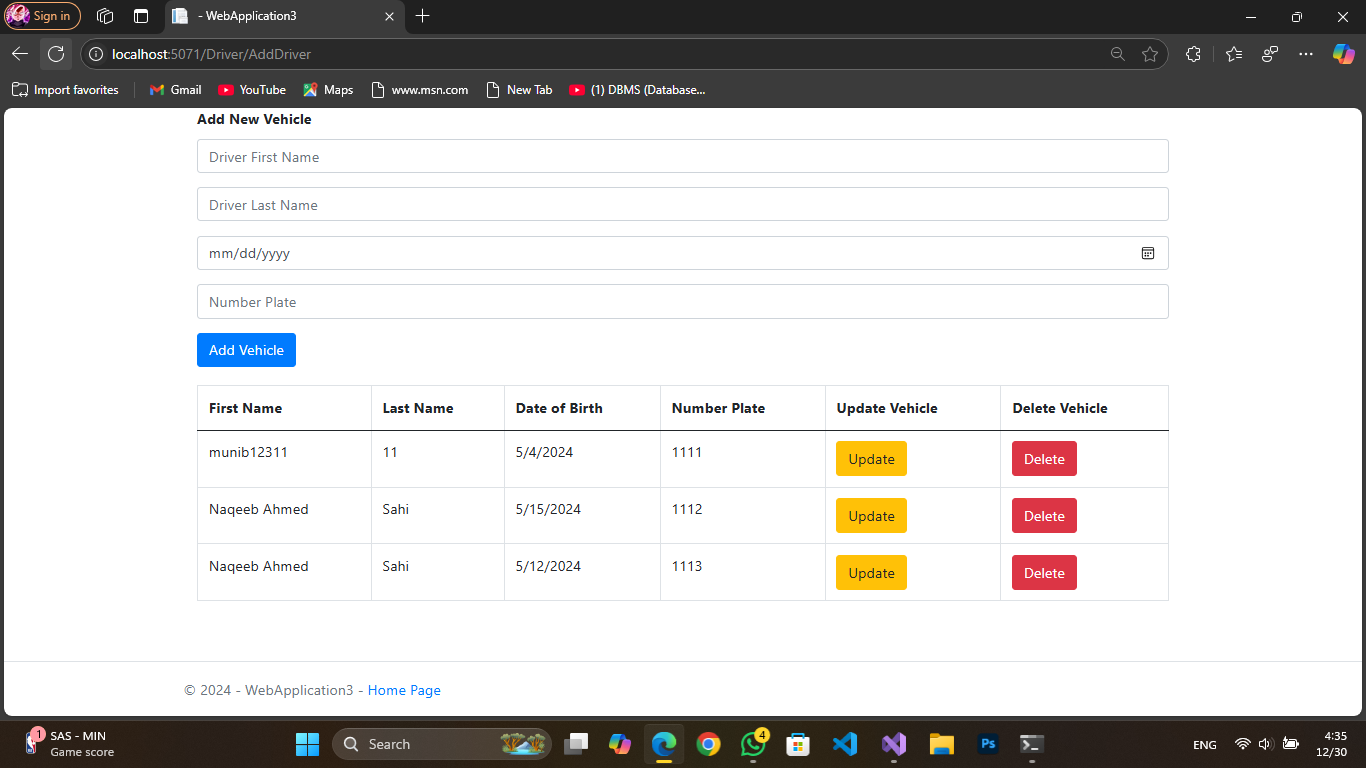 Sign in
- WebApplication3
localhost:5071/Driver/AddDriver
Import favorites
Gmail
YouTube
Maps
www.msn.com
New Tab
(1) DBMS (Database...
Add New Vehicle
Driver First Name
Driver Last Name
mm/dd/yyyy
Number Plate
Add Vehicle
First Name Last Name Date of Birth Number Plate Update Vehicle Delete Vehicle
munib12311 11 5/4/2024 1111 Update Delete
Naqeeb Ahmed Sahi 5/15/2024 1112 Update Delete
Naqeeb Ahmed Sahi 5/12/2024 1113 Update Delete
© 2024 - WebApplication3 - Home Page
1
SAS - MIN
Game score
Search
4
Ps
ENG
4:35
12/30